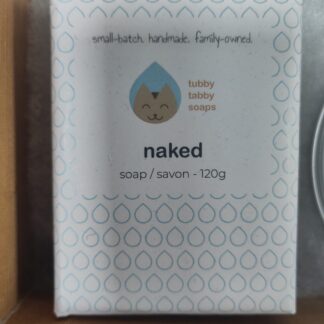 small-batch. handmade. family-owned.
tubby
tabby
soaps
naked
soap / savon - 120g